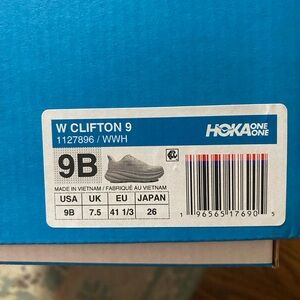 W CLIFTON 9
1127896 / WWH
HOKA ONE ONE
9B
MADE IN VIETNAM / FABRIQUÉ AU VIETNAM
USA UK EU JAPAN
9B 7.5 41 1/3 26
1 96565 17690 5